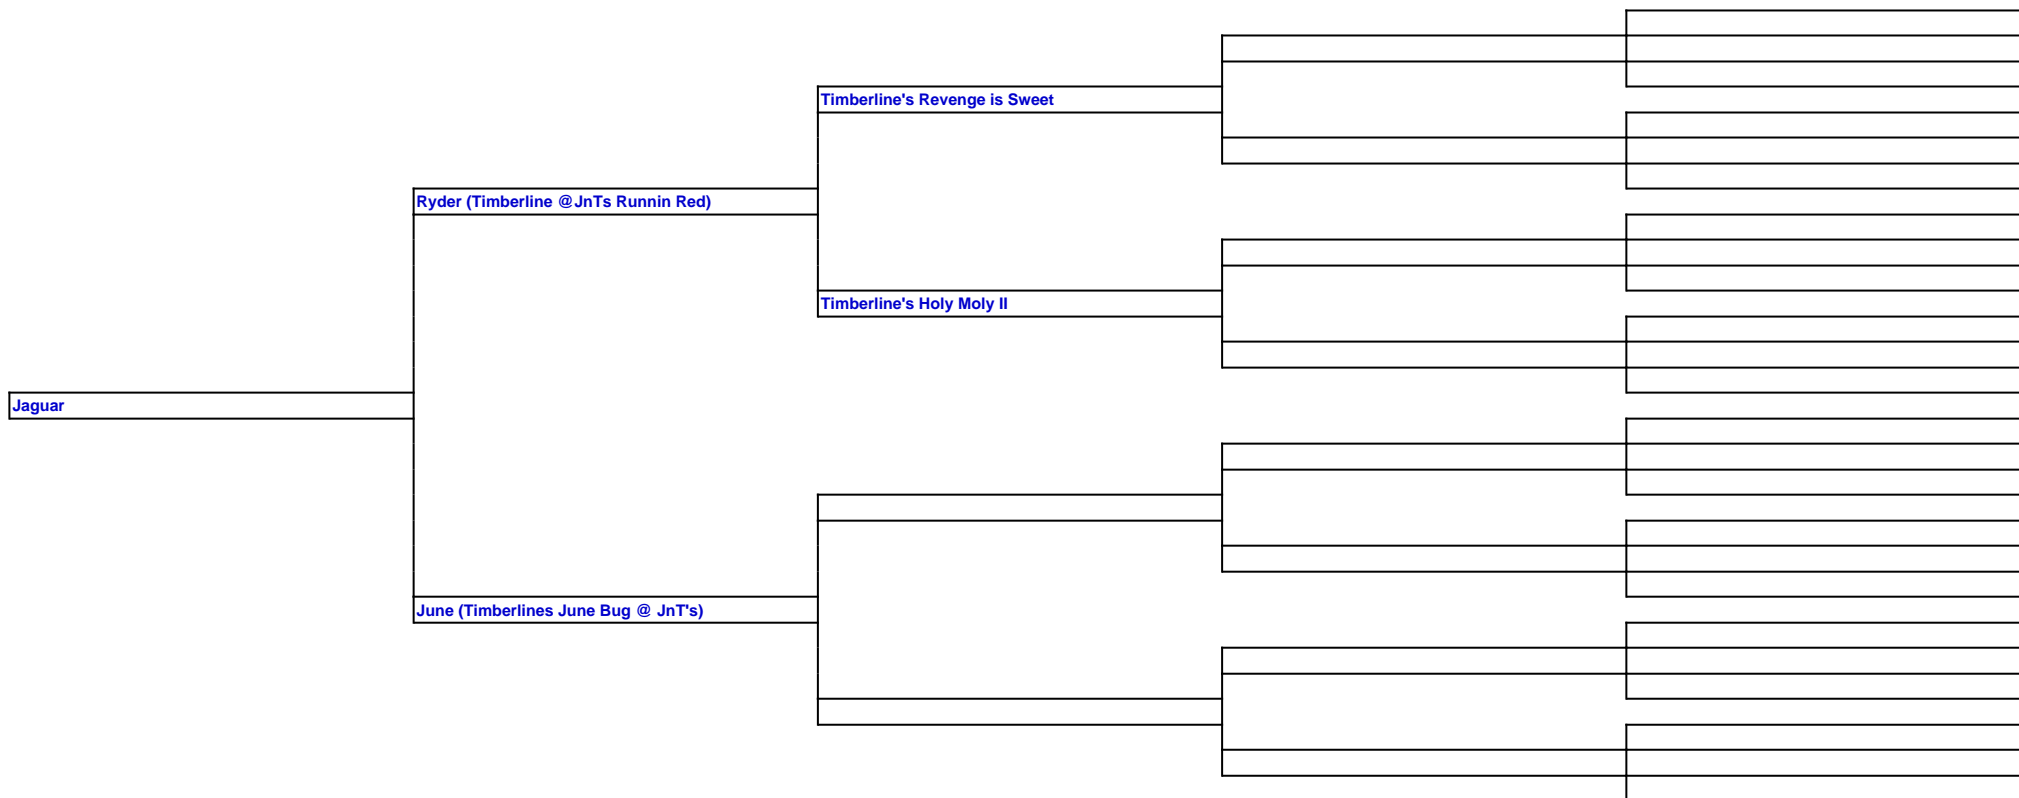 Timberline's Revenge is Sweet
Ryder (Timberline @JnTs Runnin Red)
Timberline's Holy Moly II
Jaguar
June (Timberlines June Bug @ JnT's)